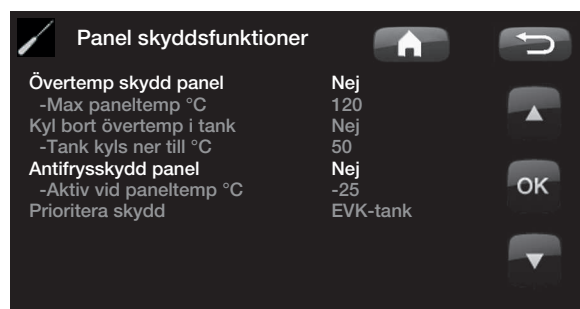 Panel skyddsfunktioner
Övertemp skydd panel Nej
-Max paneltemp °C 120
Kyl bort övertemp i tank Nej
-Tank kyls ner till °C 50
Antifrysskydd panel Nej
-Aktiv vid paneltemp °C -25
Prioritera skydd EVK-tank
OK